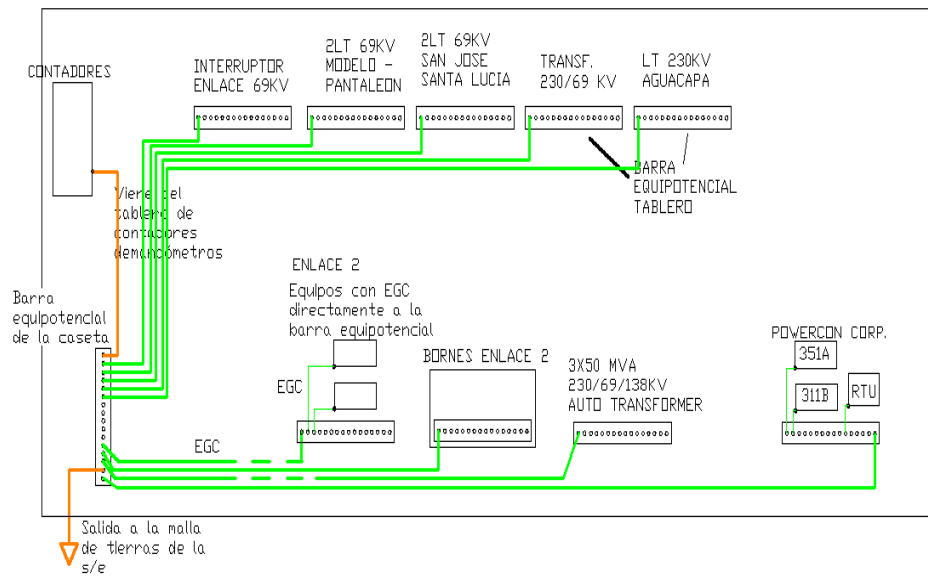 CONTADORES
INTERRUPTOR
ENLACE 69KV
2LT 69KV
MODELO -
PANTALEON
2LT 69KV
SAN JOSE
SANTA LUCIA
TRANSF.
230/69 KV
LT 230KV
AGUACAPA
BARRA
EQUIPOTENCIAL
TABLERO
Viene del
tablero de
contadores
demandómetros
Barra
equipotencial
de la caseta
ENLACE 2
Equipos con EGC
directamente a la
barra equipotencial
EGC
BORNES ENLACE 2
3X50 MVA
230/69/138KV
AUTO TRANSFORMER
POWERCON CORP.
351A
311B
RTU
EGC
Salida a la malla
de tierras de la
s/e